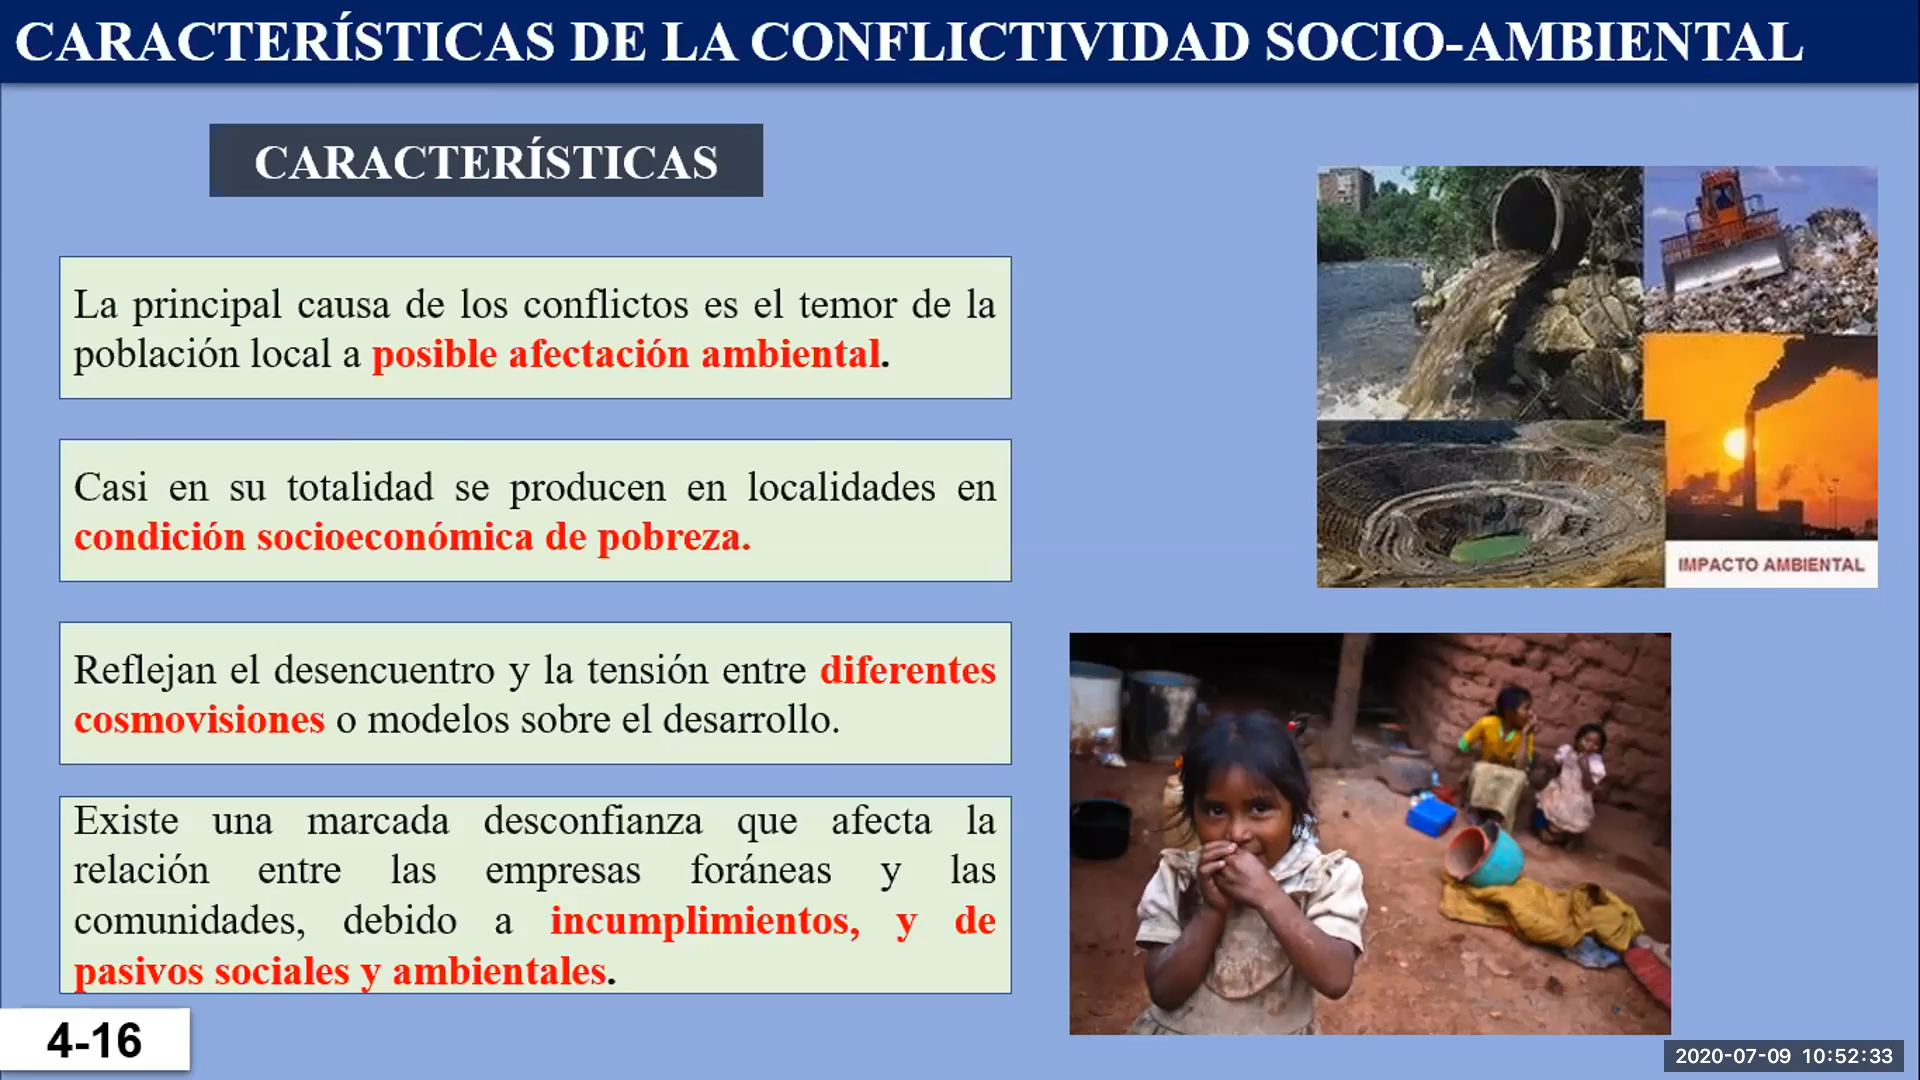 CARACTERÍSTICAS DE LA CONFLICTIVIDAD SOCIO-AMBIENTAL
CARACTERÍSTICAS
La principal causa de los conflictos es el temor de la
población local a posible afectación ambiental.
Casi en su totalidad se producen en localidades en
condición socioeconómica de pobreza.
Reflejan el desencuentro y la tensión entre diferentes
cosmovisiones o modelos sobre el desarrollo.
Existe una marcada desconfianza que afecta la
relación entre las empresas foráneas y las
comunidades, debido a incumplimientos, y de
pasivos sociales y ambientales.
IMPACTO AMBIENTAL
4-16
2020-07-09 10:52:33